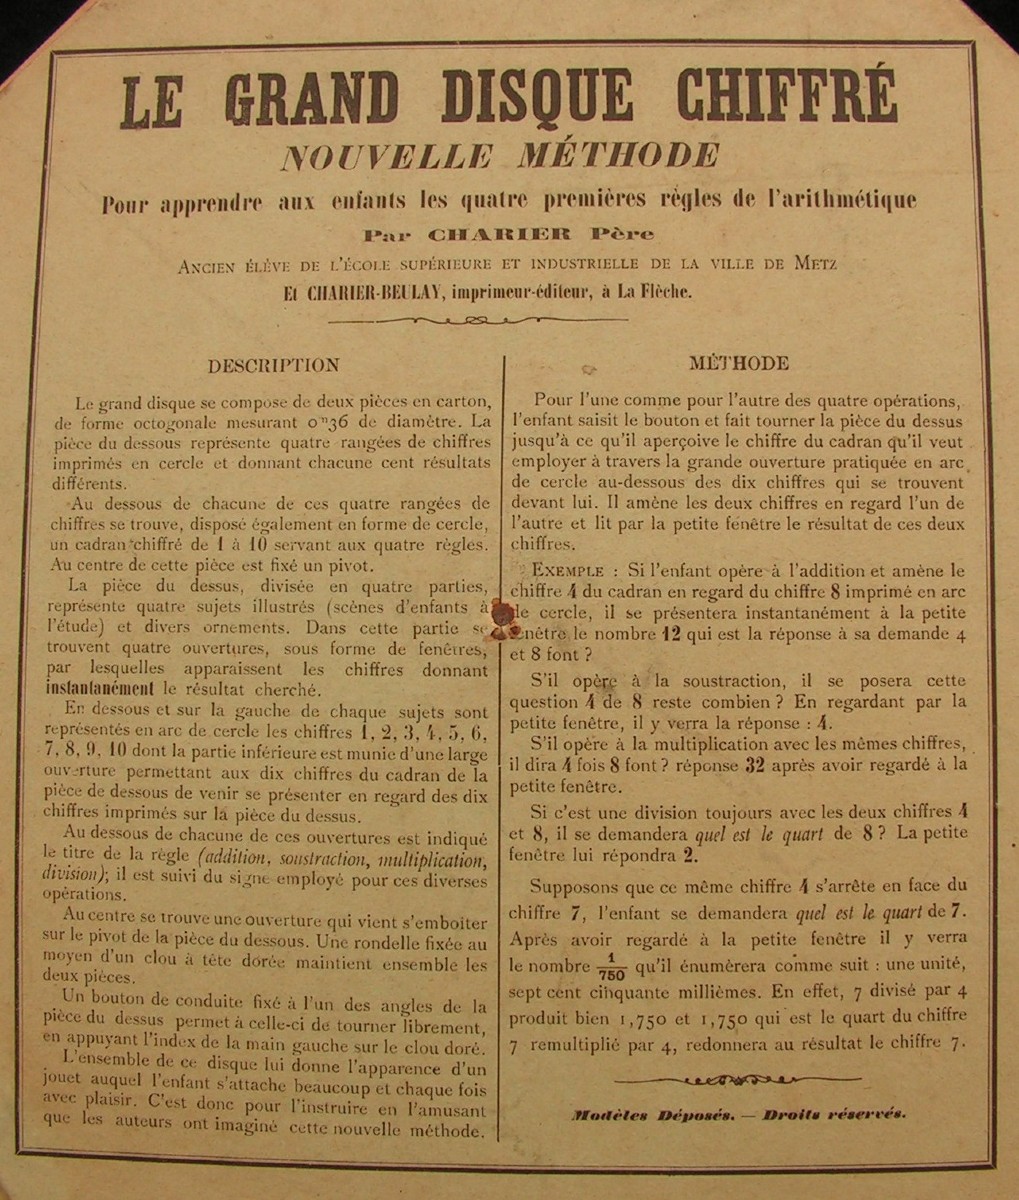 LE GRAND DISQUE CHIFFRÉ
NOUVELLE MÉTHODE
Pour apprendre aux enfants les quatre premières règles de l'arithmétique
Par CHARIER Père
ANCIEN ÉLÈVE DE L'ÉCOLE SUPÉRIEURE ET INDUSTRIELLE DE LA VILLE DE METZ
Et CHARIER-BEULAY, imprimeur-éditeur, à La Flèche.
DESCRIPTION
Le grand disque se compose de deux pièces en carton,
de forme octogonale mesurant 0m36 de diamètre. La
pièce du dessous représente quatre rangées de chiffres
imprimés en cercle et donnant chacune cent résultats
différents.
Au dessous de chacune de ces quatre rangées de
chiffres se trouve, disposé également en forme de cercle,
un cadran chiffré de 1 à 10 servant aux quatre règles.
Au centre de cette pièce est fixé un pivot.
La pièce du dessus, divisée en quatre parties,
représente quatre sujets illustrés (scènes d'enfants à
l'étude) et divers ornements. Dans cette partie se
trouvent quatre ouvertures, sous forme de fenêtres,
par lesquelles apparaissent les chiffres donnant
instantanément le résultat cherché.
En dessous et sur la gauche de chaque sujets sont
représentés en arc de cercle les chiffres 1, 2, 3, 4, 5, 6,
7, 8, 9, 10 dont la partie inférieure est munie d'une large
ouverture permettant aux dix chiffres du cadran de la
pièce de dessous de venir se présenter en regard des dix
chiffres imprimés sur la pièce du dessus.
Au dessous de chacune de ces ouvertures est indiqué
le titre de la règle (addition, soustraction, multiplication,
division); il est suivi du signe employé pour ces diverses
opérations.
Au centre se trouve une ouverture qui vient s'emboiter
sur le pivot de la pièce du dessous. Une rondelle fixée au
moyen d'un clou à tête dorée maintient ensemble les
deux pièces.
Un bouton de conduite fixé à l'un des angles de la
pièce du dessus permet à celle-ci de tourner librement,
en appuyant l'index de la main gauche sur le clou doré.
L'ensemble de ce disque lui donne l'apparence d'un
jouet auquel l'enfant s'attache beaucoup et chaque fois
avec plaisir. C'est donc pour l'instruire en l'amusant
que les auteurs ont imaginé cette nouvelle méthode.
MÉTHODE
Pour l'une comme pour l'autre des quatre opérations,
l'enfant saisit le bouton et fait tourner la pièce du dessus
jusqu'à ce qu'il aperçoive le chiffre du cadran qu'il veut
employer à travers la grande ouverture pratiquée en arc
de cercle au-dessous des dix chiffres qui se trouvent
devant lui. Il amène les deux chiffres en regard l'un de
l'autre et lit par la petite fenêtre le résultat de ces deux
chiffres.
EXEMPLE : Si l'enfant opère à l'addition et amène le
chiffre 4 du cadran en regard du chiffre 8 imprimé en arc
de cercle, il se présentera instantanément à la petite
fenêtre le nombre 12 qui est la réponse à sa demande 4
et 8 font ?
S'il opère à la soustraction, il se posera cette
question 4 de 8 reste combien ? En regardant par la
petite fenêtre, il y verra la réponse : 4.
S'il opère à la multiplication avec les mêmes chiffres,
il dira 4 fois 8 font ? réponse 32 après avoir regardé à la
petite fenêtre.
Si c'est une division toujours avec les deux chiffres 4
et 8, il se demandera quel est le quart de 8 ? La petite
fenêtre lui répondra 2.
Supposons que ce même chiffre 4 s'arrête en face du
chiffre 7, l'enfant se demandera quel est le quart de 7.
Après avoir regardé à la petite fenêtre il y verra
le nombre 1/750 qu'il énumèrera comme suit : une unité,
sept cent cinquante millièmes. En effet, 7 divisé par 4
produit bien 1,750 et 1,750 qui est le quart du chiffre
7 remultiplié par 4, redonnera au résultat le chiffre 7.
Modèles Déposés. — Droits réservés.